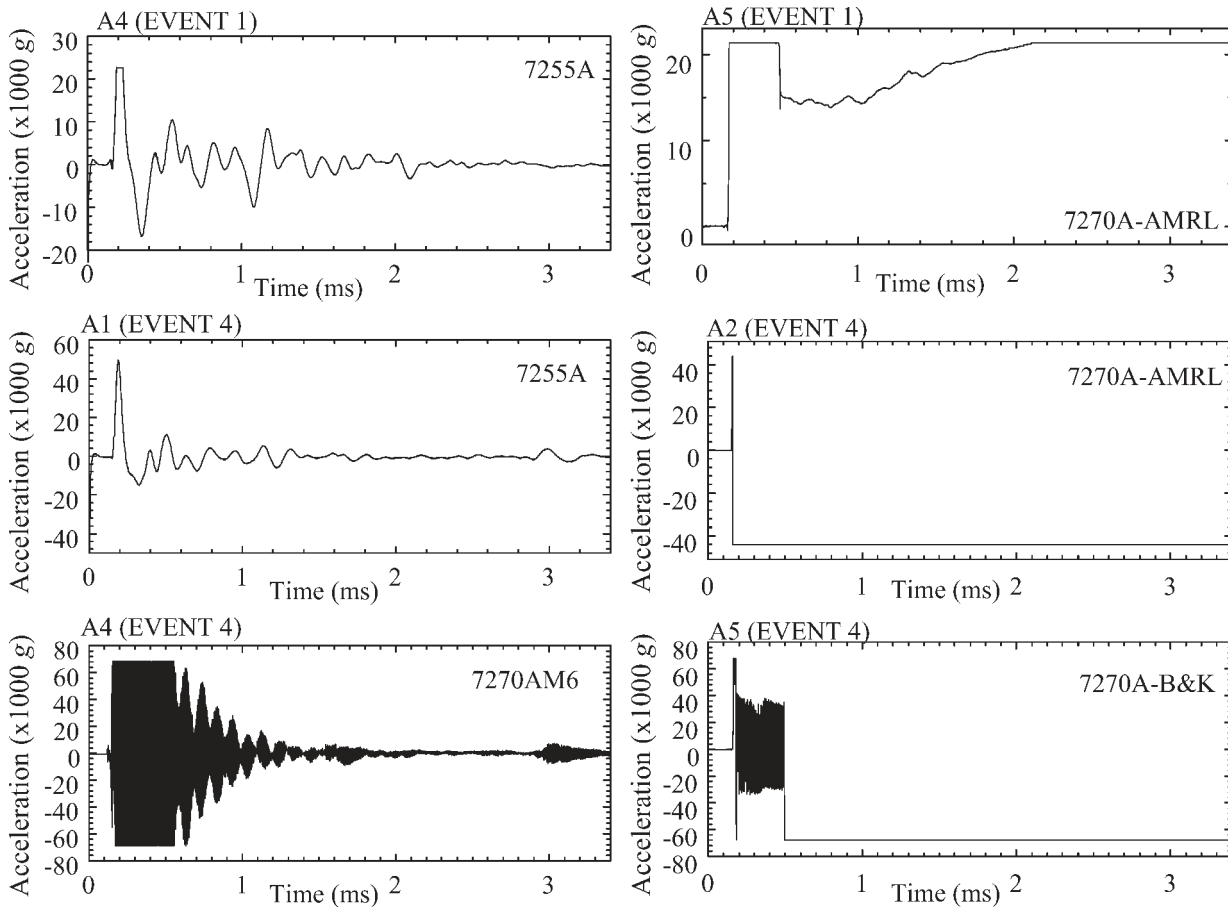 A4 (EVENT 1)
Acceleration (x1000 g)
30
20
10
0
-10
-20
7255A
0 1 2 3
Time (ms)
A5 (EVENT 1)
Acceleration (x1000 g)
20
10
0
7270A-AMRL
0 1 2 3
Time (ms)
A1 (EVENT 4)
Acceleration (x1000 g)
60
40
20
0
-20
-40
7255A
0 1 2 3
Time (ms)
A2 (EVENT 4)
Acceleration (x1000 g)
40
20
0
-20
-40
7270A-AMRL
0 1 2 3
Time (ms)
A4 (EVENT 4)
Acceleration (x1000 g)
80
60
40
20
0
-20
-40
-60
-80
7270AM6
0 1 2 3
Time (ms)
A5 (EVENT 4)
Acceleration (x1000 g)
80
60
40
20
0
-20
-40
-60
-80
7270A-B&K
0 1 2 3
Time (ms)